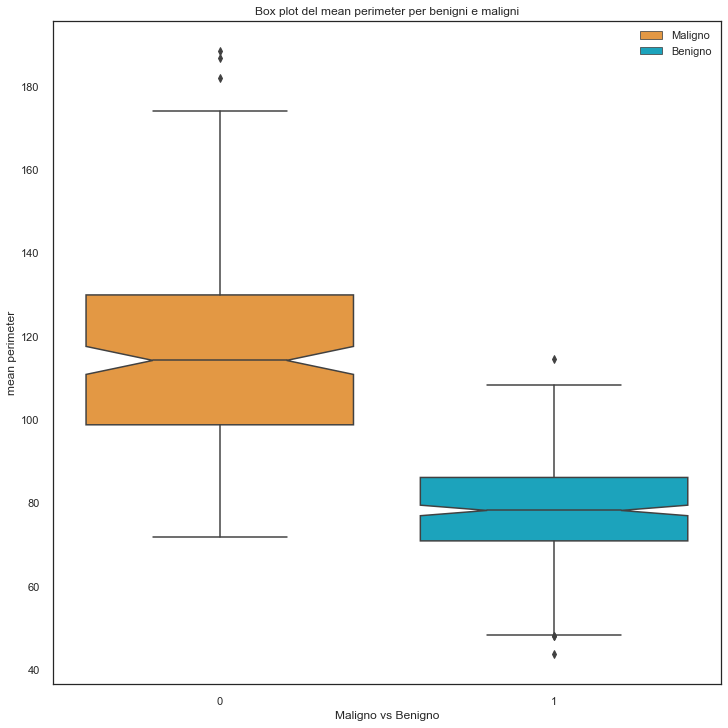 Box plot del mean perimeter per benigni e maligni
Maligno
Benigno
mean perimeter
180
160
140
120
100
80
60
40
0
1
Maligno vs Benigno